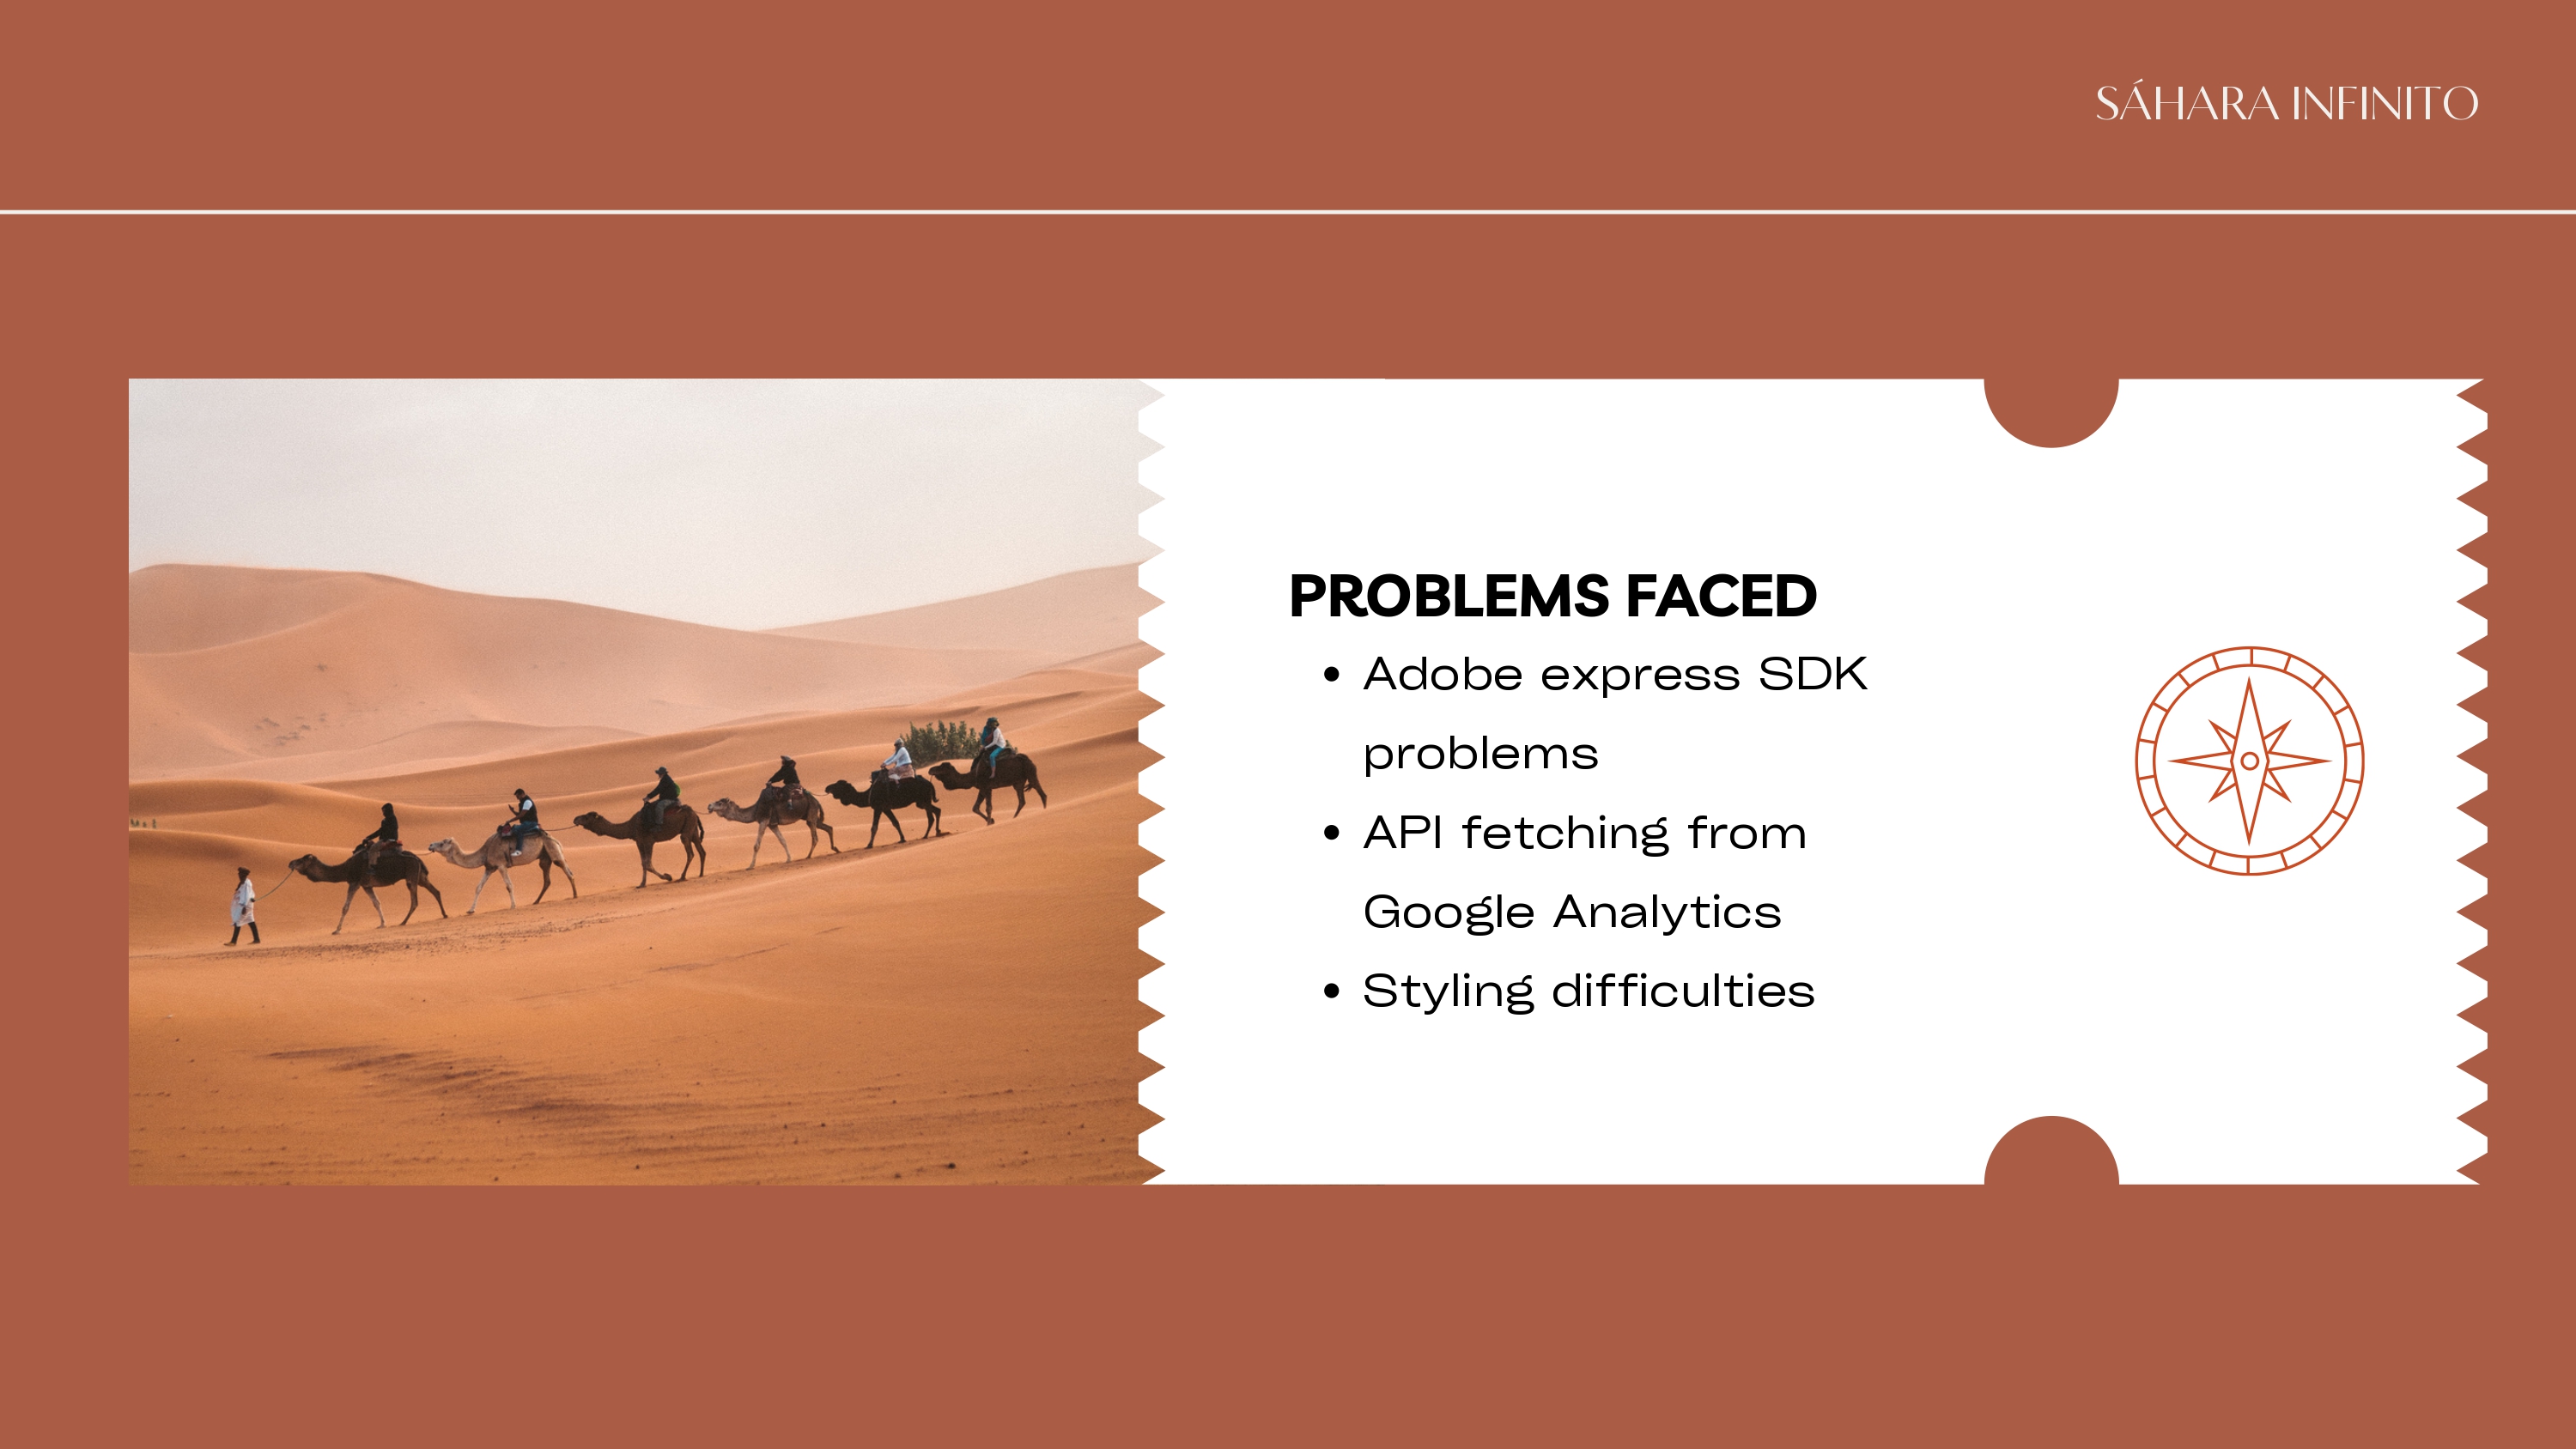 SÁHARA INFINITO
PROBLEMS FACED
• Adobe express SDK
problems
• API fetching from
Google Analytics
• Styling difficulties